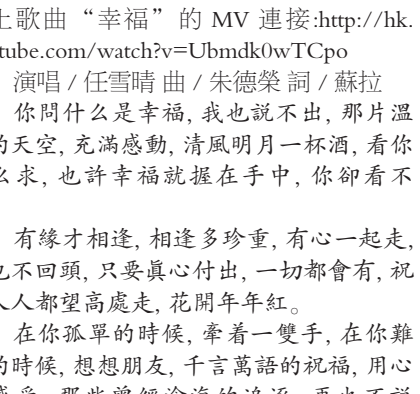 上歌曲“幸福”的 MV 連接:http://hk.
tube.com/watch?v=Ubmdk0wTCpo
演唱 / 任雪晴 曲 / 朱德榮 詞 / 蘇拉
你問什么是幸福, 我也説不出, 那片溫
的天空, 充滿感動, 清風明月一杯酒, 看你
么求, 也許幸福就握在手中, 你卻看不
有緣才相逢, 相逢多珍重, 有心一起走,
也不回頭, 只要眞心付出, 一切都會有, 祝
人人都望高處走, 花開年年紅。
在你孤單的時候, 牽着一雙手, 在你難
的時候, 想想朋友, 千言萬語的祝福, 用心